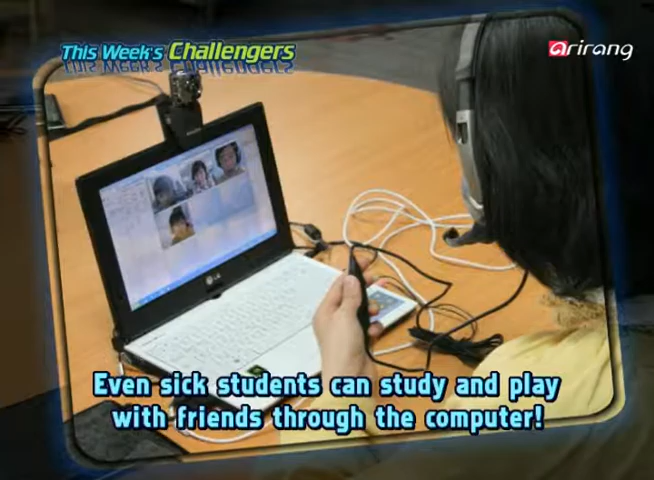 This Week's Challengers
arirang
LG
Even sick students can study and play
with friends through the computer!